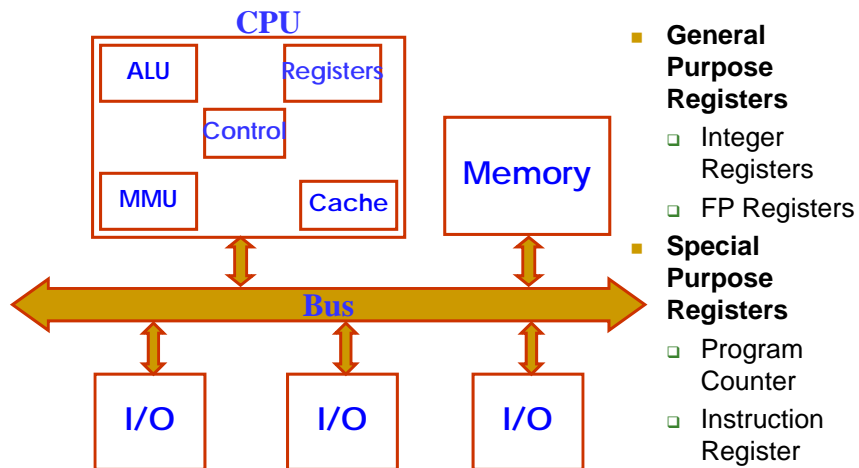 CPU
ALU
Registers
Control
MMU
Cache
Memory
Bus
I/O
I/O
I/O
General
Purpose
Registers
Integer
Registers
FP Registers
Special
Purpose
Registers
Program
Counter
Instruction
Register